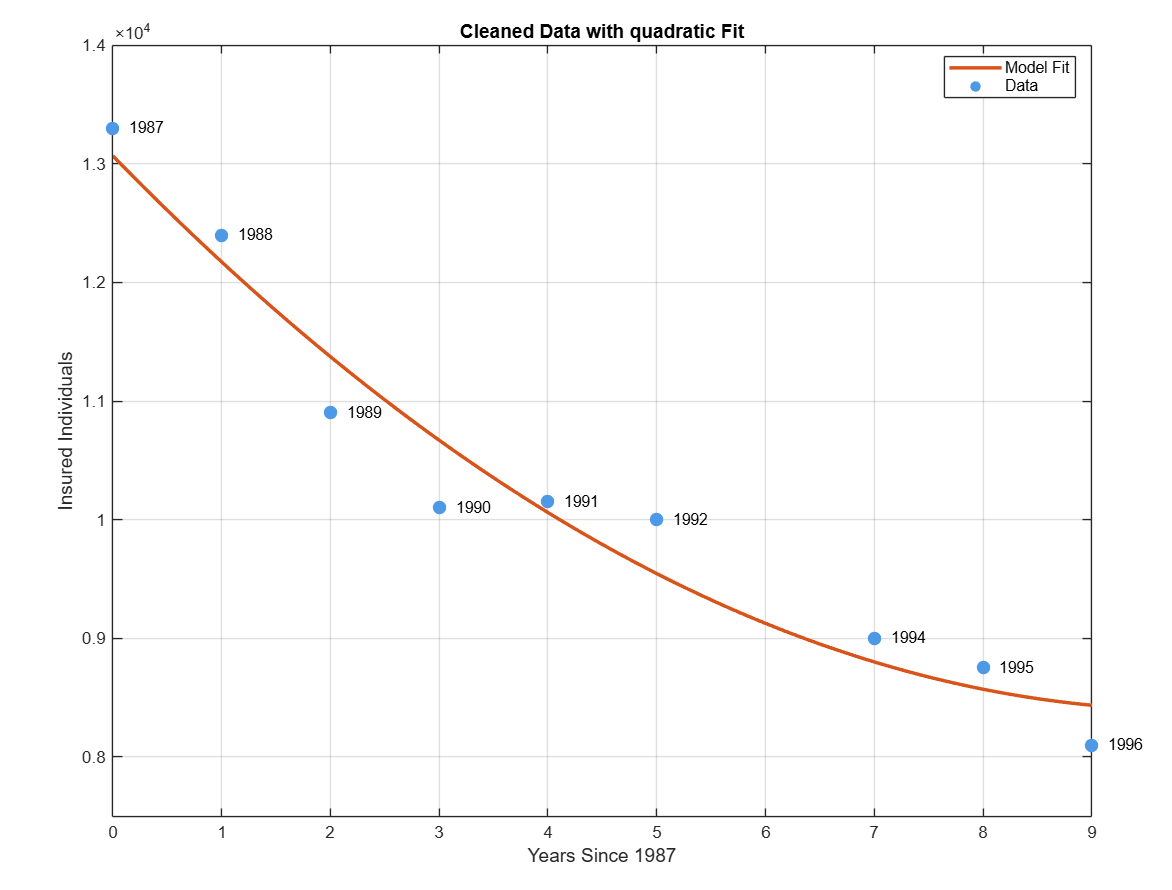 Cleaned Data with quadratic Fit
×10⁴
1.4
1.3
1.2
1.1
1
0.9
0.8
Insured Individuals
Model Fit
Data
1987
1988
1989
1990
1991
1992
1994
1995
1996
0 1 2 3 4 5 6 7 8 9
Years Since 1987